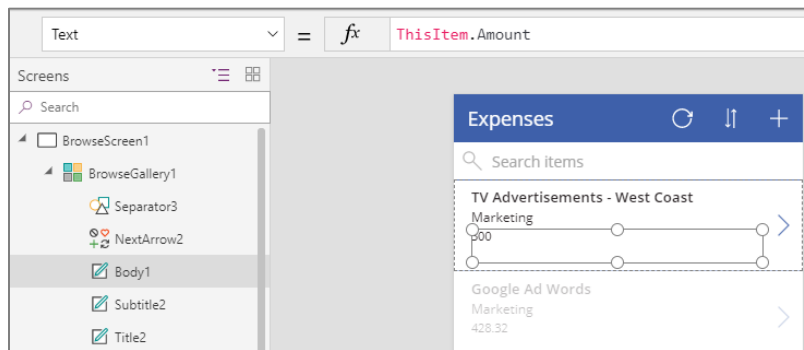 Text = fx ThisItem.Amount
Screens
Search
BrowseScreen1
BrowseGallery1
Separator3
NextArrow2
Body1
Subtitle2
Title2
Expenses
Search items
TV Advertisements - West Coast
Marketing
300
Google Ad Words
Marketing
428.32